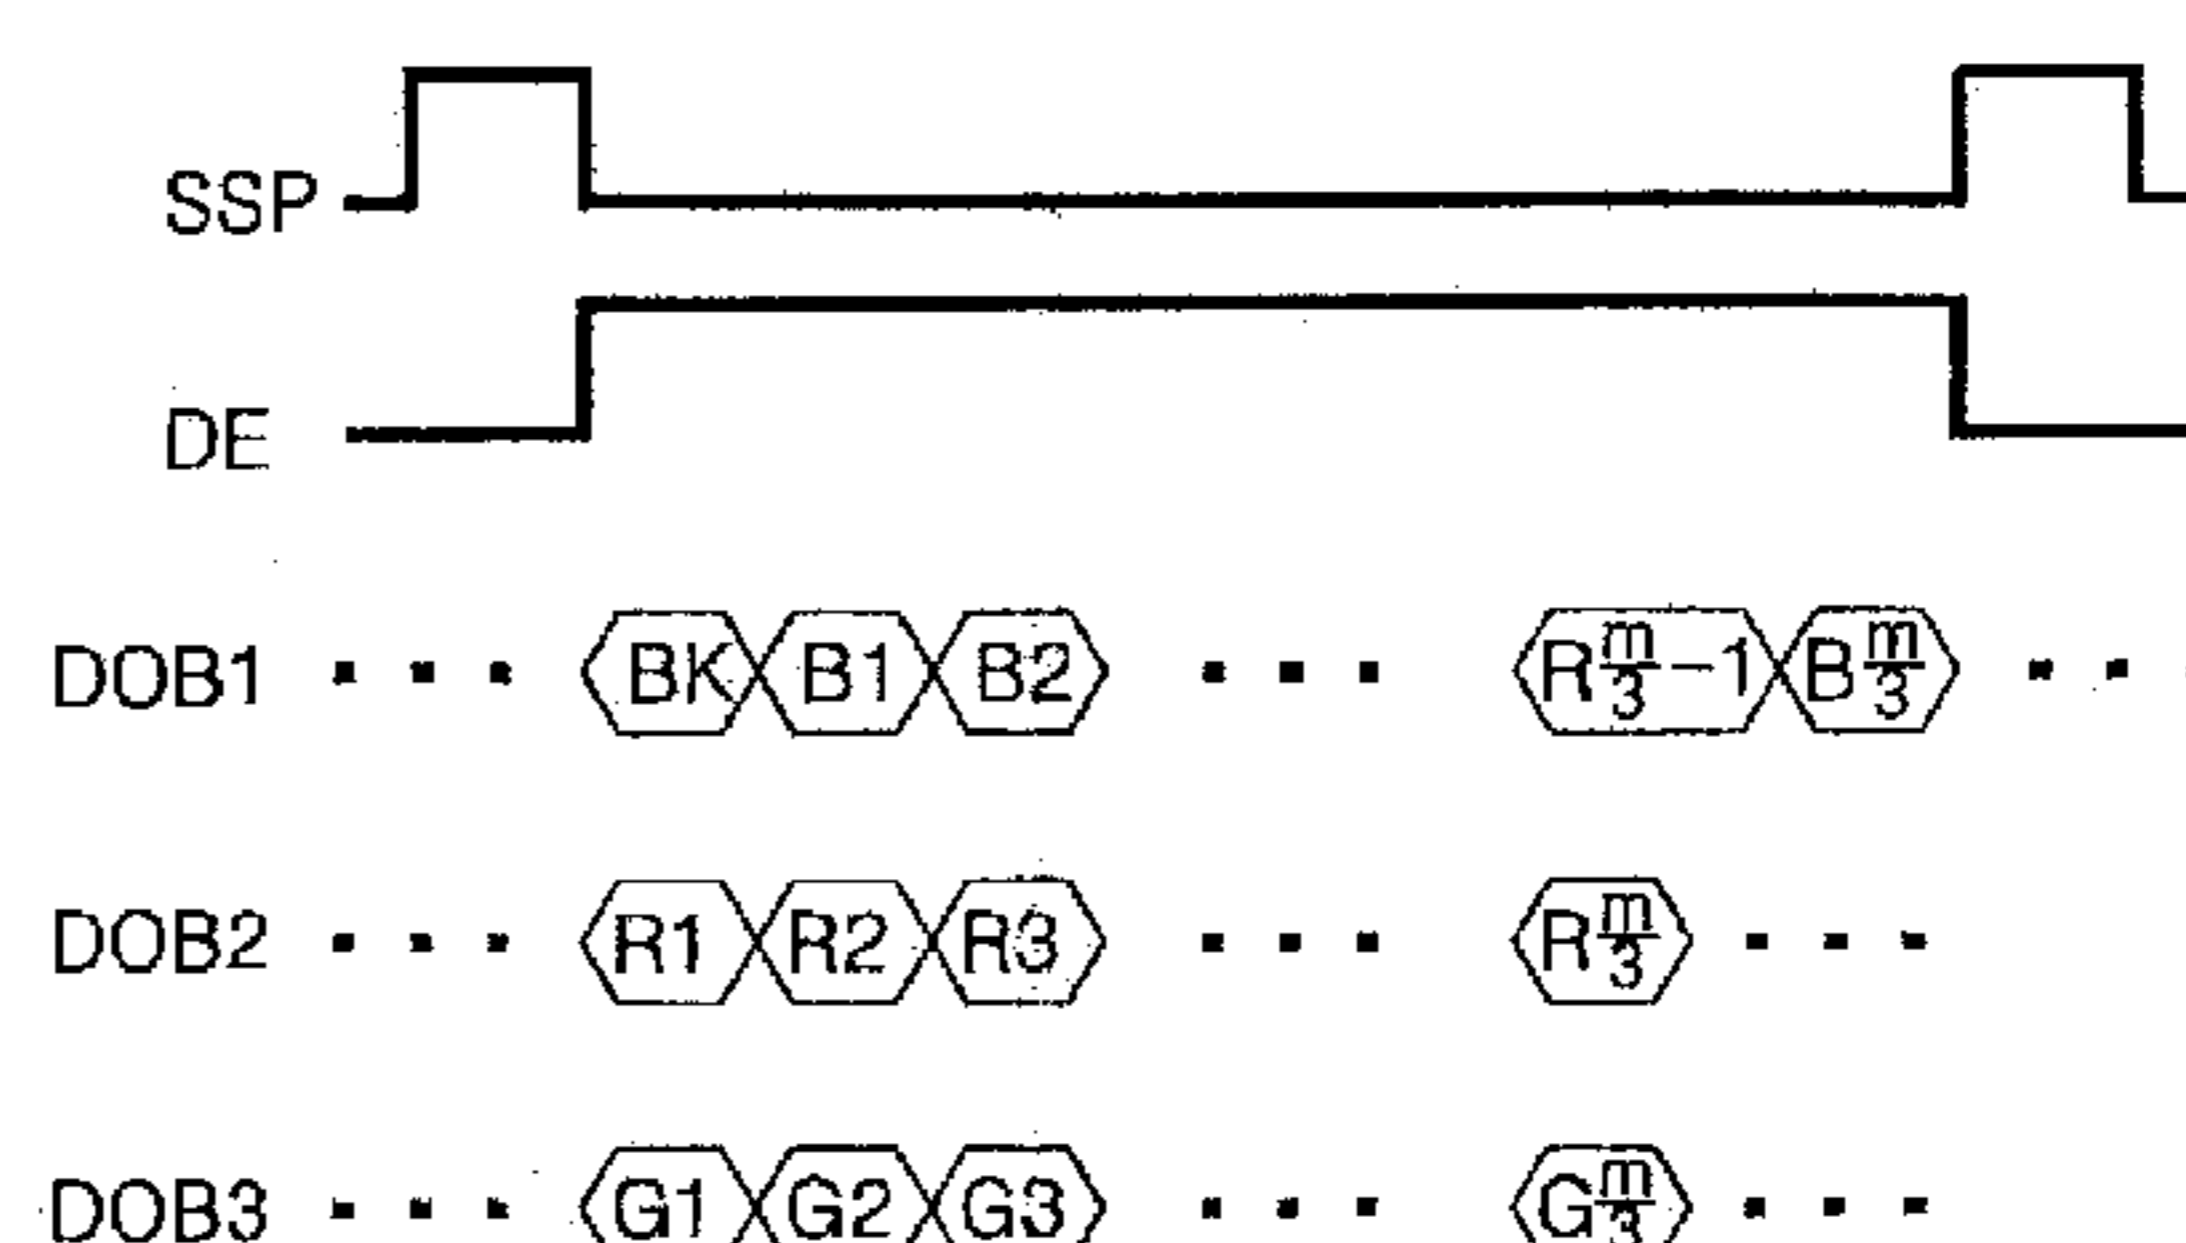 SSP
DE
DOB1 ▪ ▪ ▪ BK B1 B2 ▪ ▪ ▪ R m/3 −1 B m/3 ▪ ▪
DOB2 ▪ ▪ ▪ R1 R2 R3 ▪ ▪ ▪ R m/3 ▪ ▪ ▪
DOB3 ▪ ▪ ▪ G1 G2 G3 ▪ ▪ ▪ G m/3 ▪ ▪ ▪